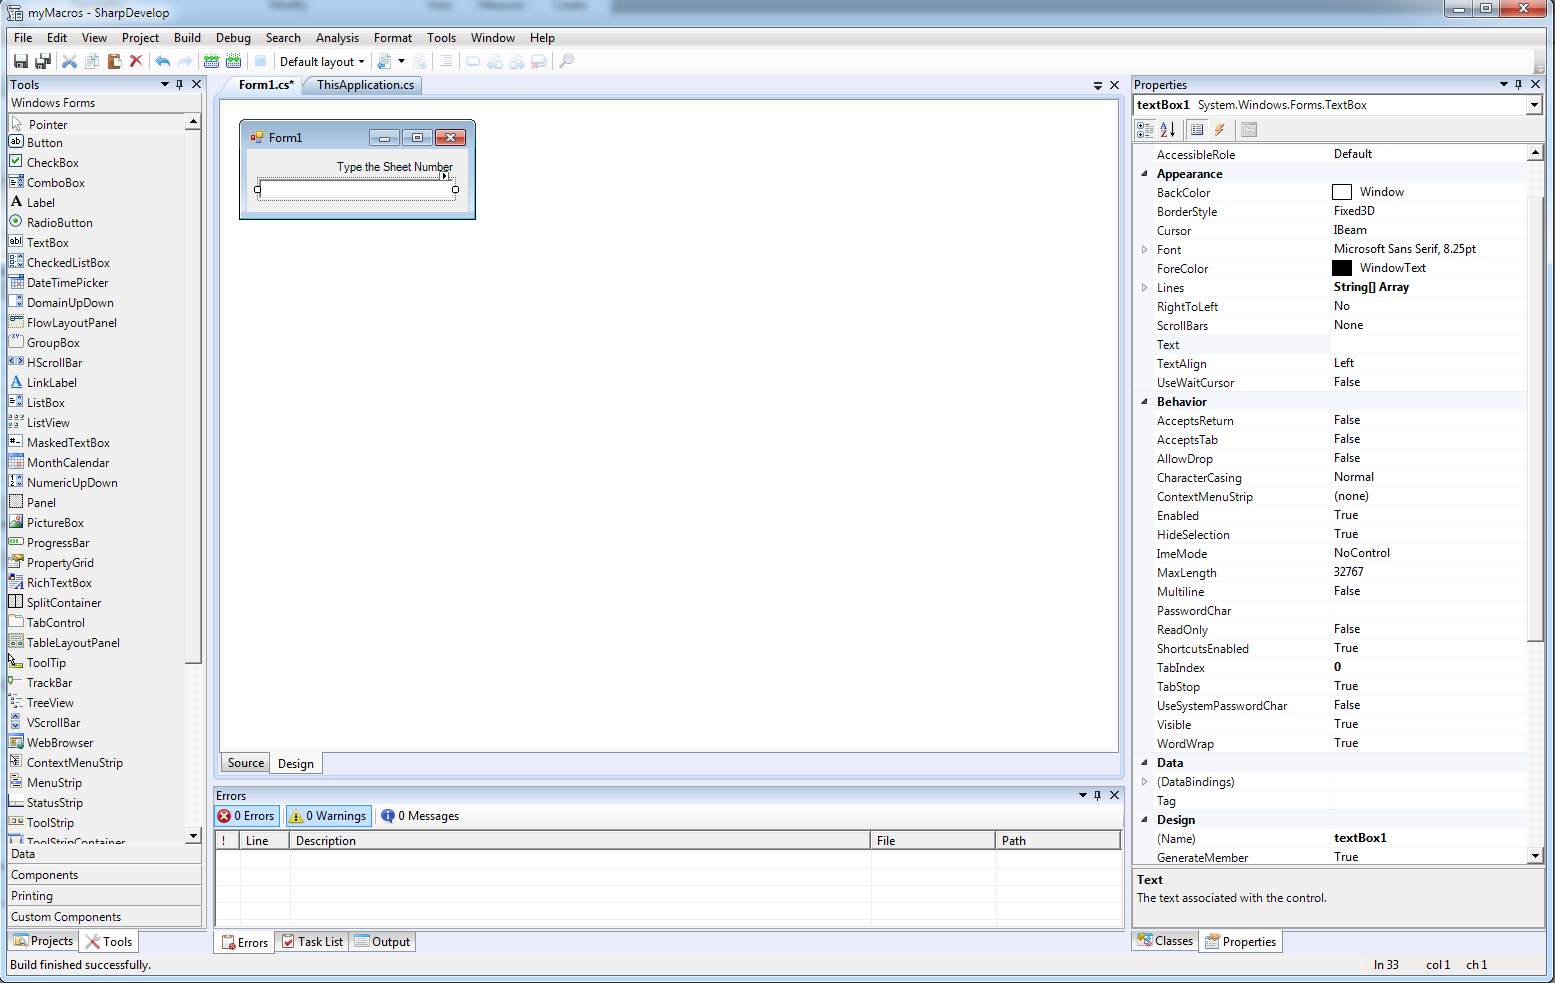 myMacros - SharpDevelop
File Edit View Project Build Debug Search Analysis Format Tools Window Help
Default layout
Tools
Windows Forms
Pointer
Button
CheckBox
ComboBox
Label
RadioButton
TextBox
CheckedListBox
DateTimePicker
DomainUpDown
FlowLayoutPanel
GroupBox
HScrollBar
LinkLabel
ListBox
ListView
MaskedTextBox
MonthCalendar
NumericUpDown
Panel
PictureBox
ProgressBar
PropertyGrid
RichTextBox
SplitContainer
TabControl
TableLayoutPanel
ToolTip
TrackBar
TreeView
VScrollBar
WebBrowser
ContextMenuStrip
MenuStrip
StatusStrip
ToolStrip
ToolStripContainer
Data
Components
Printing
Custom Components
Projects Tools
Form1.cs* ThisApplication.cs
Form1
Type the Sheet Number
Source Design
Errors
0 Errors 0 Warnings 0 Messages
! Line Description File Path
Errors Task List Output
Properties
textBox1 System.Windows.Forms.TextBox
AccessibleRole Default
Appearance
BackColor Window
BorderStyle Fixed3D
Cursor IBeam
Font Microsoft Sans Serif, 8.25pt
ForeColor WindowText
Lines String[] Array
RightToLeft No
ScrollBars None
Text
TextAlign Left
UseWaitCursor False
Behavior
AcceptsReturn False
AcceptsTab False
AllowDrop False
CharacterCasing Normal
ContextMenuStrip (none)
Enabled True
HideSelection True
ImeMode NoControl
MaxLength 32767
Multiline False
PasswordChar
ReadOnly False
ShortcutsEnabled True
TabIndex 0
TabStop True
UseSystemPasswordChar False
Visible True
WordWrap True
Data
(DataBindings)
Tag
Design
(Name) textBox1
GenerateMember True
Text
The text associated with the control.
Classes Properties
Build finished successfully. ln 33 col 1 ch 1